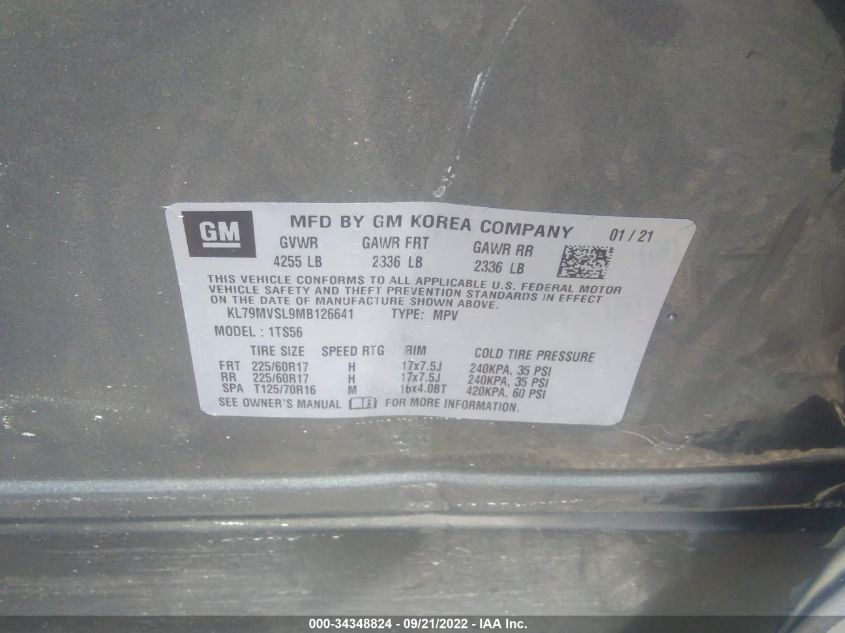 GM MFD BY GM KOREA COMPANY 01 / 21
GVWR GAWR FRT GAWR RR
4255 LB 2336 LB 2336 LB
THIS VEHICLE CONFORMS TO ALL APPLICABLE U.S. FEDERAL MOTOR
VEHICLE SAFETY AND THEFT PREVENTION STANDARDS IN EFFECT
ON THE DATE OF MANUFACTURE SHOWN ABOVE.
KL79MVSL9MB126641 TYPE: MPV
MODEL : 1TS56
TIRE SIZE SPEED RTG RIM COLD TIRE PRESSURE
FRT 225/60R17 H 17x7.5J 240KPA, 35 PSI
RR 225/60R17 H 17x7.5J 240KPA, 35 PSI
SPA T125/70R16 M 16x4.0BT 420KPA, 60 PSI
SEE OWNER'S MANUAL FOR MORE INFORMATION.
000-34348824 - 09/21/2022 - IAA Inc.